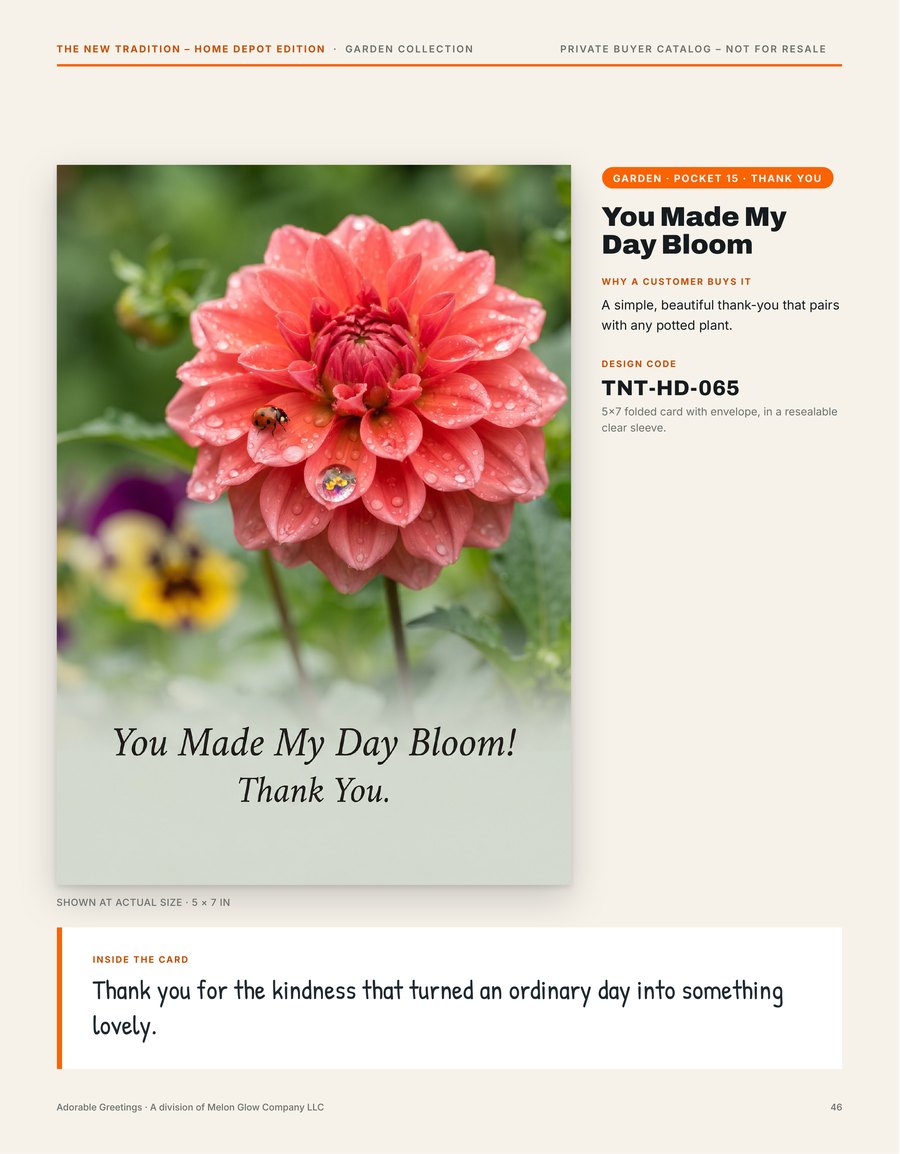 THE NEW TRADITION – HOME DEPOT EDITION · GARDEN COLLECTION
PRIVATE BUYER CATALOG – NOT FOR RESALE
GARDEN · POCKET 15 · THANK YOU
You Made My
Day Bloom
WHY A CUSTOMER BUYS IT
A simple, beautiful thank-you that pairs
with any potted plant.
DESIGN CODE
TNT-HD-065
5×7 folded card with envelope, in a resealable
clear sleeve.
You Made My Day Bloom!
Thank You.
SHOWN AT ACTUAL SIZE · 5 × 7 IN
INSIDE THE CARD
Thank you for the kindness that turned an ordinary day into something
lovely.
Adorable Greetings · A division of Melon Glow Company LLC
46